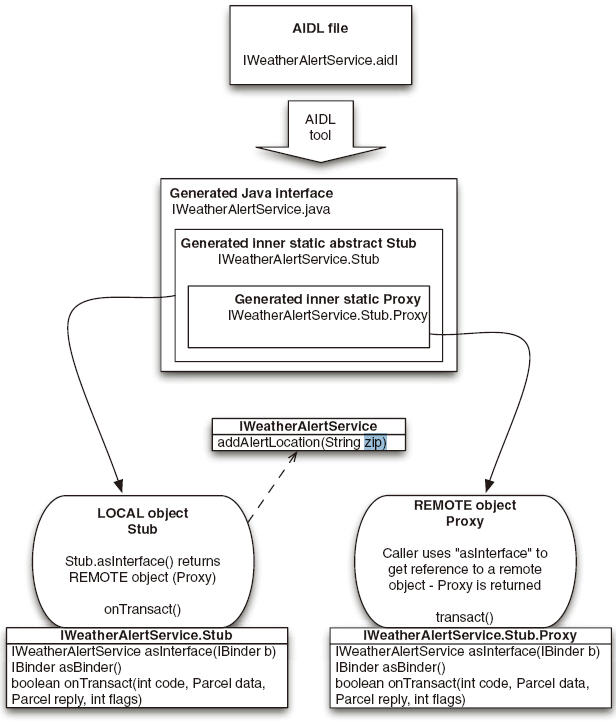 AIDL file
IWeatherAlertService.aidl
AIDL
tool
Generated Java interface
IWeatherAlertService.java
Generated inner static abstract Stub
IWeatherAlertService.Stub
Generated inner static Proxy
IWeatherAlertService.Stub.Proxy
IWeatherAlertService
addAlertLocation(String zip)
LOCAL object
Stub
Stub.asInterface() returns
REMOTE object (Proxy)
onTransact()
IWeatherAlertService.Stub
IWeatherAlertService asInterface(IBinder b)
IBinder asBinder()
boolean onTransact(int code, Parcel data,
Parcel reply, int flags)
REMOTE object
Proxy
Caller uses "asInterface" to
get reference to a remote
object - Proxy is returned
transact()
IWeatherAlertService.Stub.Proxy
IWeatherAlertService asInterface(IBinder b)
IBinder asBinder()
boolean onTransact(int code, Parcel data,
Parcel reply, int flags)